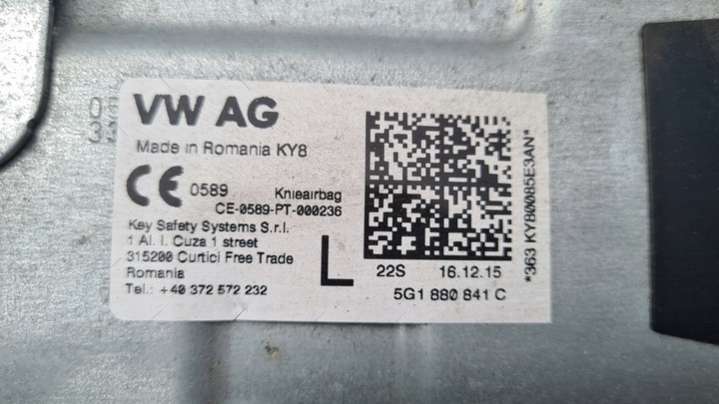 VW AG
Made in Romania KY8
CE 0589 Knieairbag
CE-0589-PT-000236
Key Safety Systems S.r.l.
1 Al. I. Cuza 1 street
315200 Curtici Free Trade
Romania
Tel.: +40 372 572 232
L
22S 16.12.15
5G1 880 841 C
*363 KY80085E3AN*